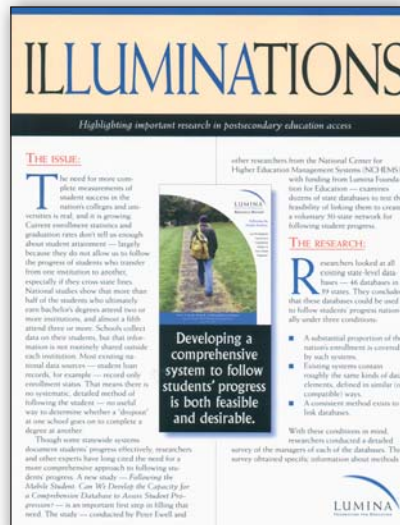 ILLUMINATIONS
Highlighting important research in postsecondary education access
THE ISSUE:
The need for more com-
plete measurements of
student success in the
nation's colleges and uni-
versities is real, and it is growing.
Current enrollment statistics and
graduation rates don't tell us enough
about student attainment — largely
because they do not allow us to follow
the progress of students who transfer
from one institution to another,
especially if they cross state lines.
National studies show that more than
half of the students who ultimately
earn bachelor's degrees attend two or
more institutions, and almost a fifth
attend three or more. Schools collect
data on their students, but that infor-
mation is not routinely shared outside
each institution. Most existing na-
tional data sources — student loan
records, for example — record only
enrollment status. That means there is
no systematic, detailed method of
following the student — no useful
way to determine whether a "dropout"
at one school goes on to complete a
degree at another.
Though some statewide systems
document students' progress effectively, researchers
and other experts have long cited the need for a
more comprehensive approach to following stu-
dents' progress. A new study — Following the
Mobile Student: Can We Develop the Capacity for
a Comprehensive Database to Assess Student Pro-
gression? — is an important first step in filling that
need. The study — conducted by Peter Ewell and
LUMINA
Developing a
comprehensive
system to follow
students' progress
is both feasible
and desirable.
other researchers from the National Center for
Higher Education Management Systems (NCHEMS)
with funding from Lumina Founda-
tion for Education — examines
dozens of state databases to test the
feasibility of linking them to create
a voluntary 50-state network for
following student progress.
THE RESEARCH:
Researchers looked at all
existing state-level data-
bases — 46 databases in
39 states. They concluded
that these databases could be used
to follow students' progress nation-
ally under three conditions:
■ A substantial proportion of the
nation's enrollment is covered
by such systems.
■ Existing systems contain
roughly the same kinds of data
elements, defined in similar (or
compatible) ways.
■ A consistent method exists to
link databases.
With these conditions in mind,
researchers conducted a detailed
survey of the managers of each of the databases. The
survey obtained specific information about methods
LUMINA
FOUNDATION FOR EDUCATION